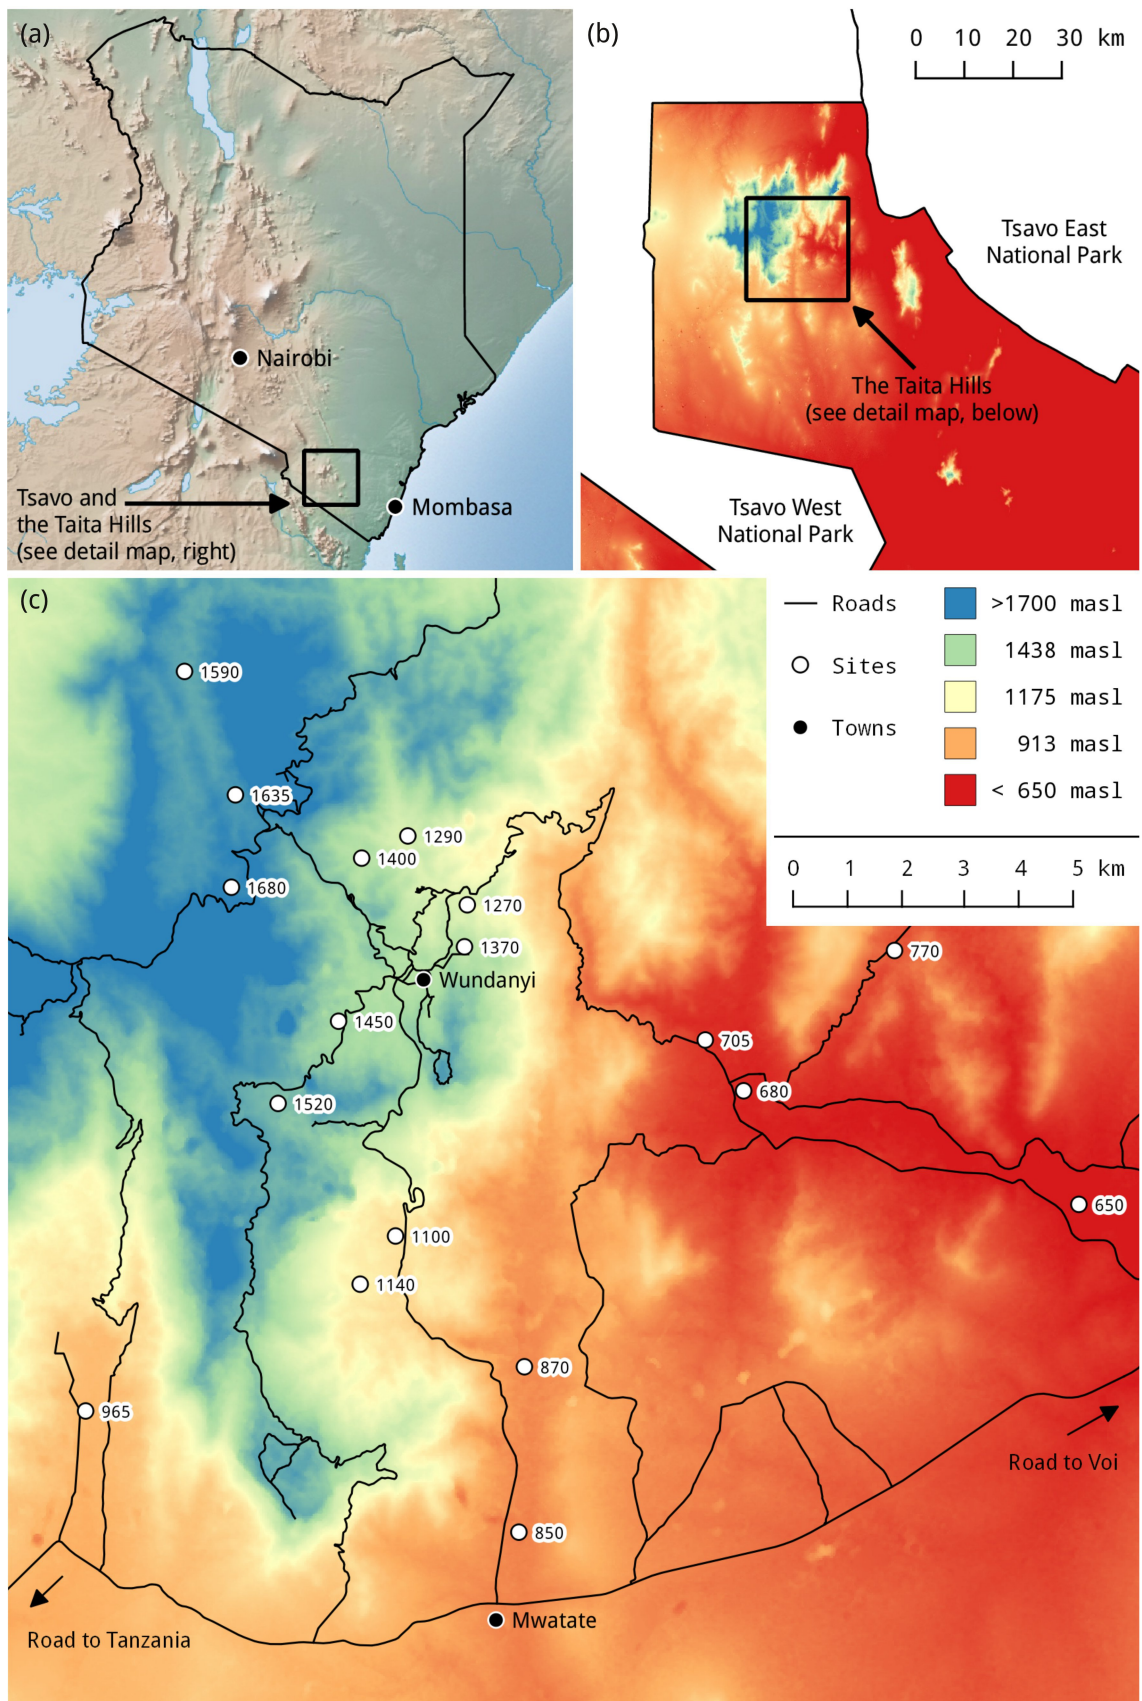 (a)
Nairobi
Mombasa
Tsavo and
the Taita Hills
(see detail map, right)
(b)
0 10 20 30 km
Tsavo East
National Park
The Taita Hills
(see detail map, below)
Tsavo West
National Park
(c)
Roads
Sites
Towns
>1700 masl
1438 masl
1175 masl
913 masl
< 650 masl
0 1 2 3 4 5 km
1590
1635
1290
1400
1680
1270
1370
770
Wundanyi
1450
705
680
1520
650
1100
1140
870
965
Road to Voi
850
Mwatate
Road to Tanzania